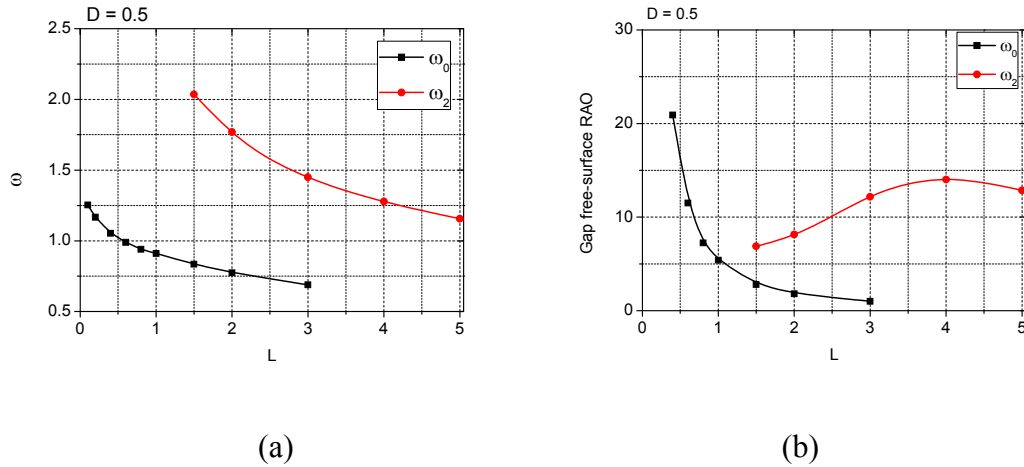 D = 0.5
2.5
2.0
1.5
1.0
0.5
ω
0 1 2 3 4 5
L
ω₀
ω₂
(a)
D = 0.5
30
20
10
0
Gap free-surface RAO
0 1 2 3 4 5
L
ω₀
ω₂
(b)